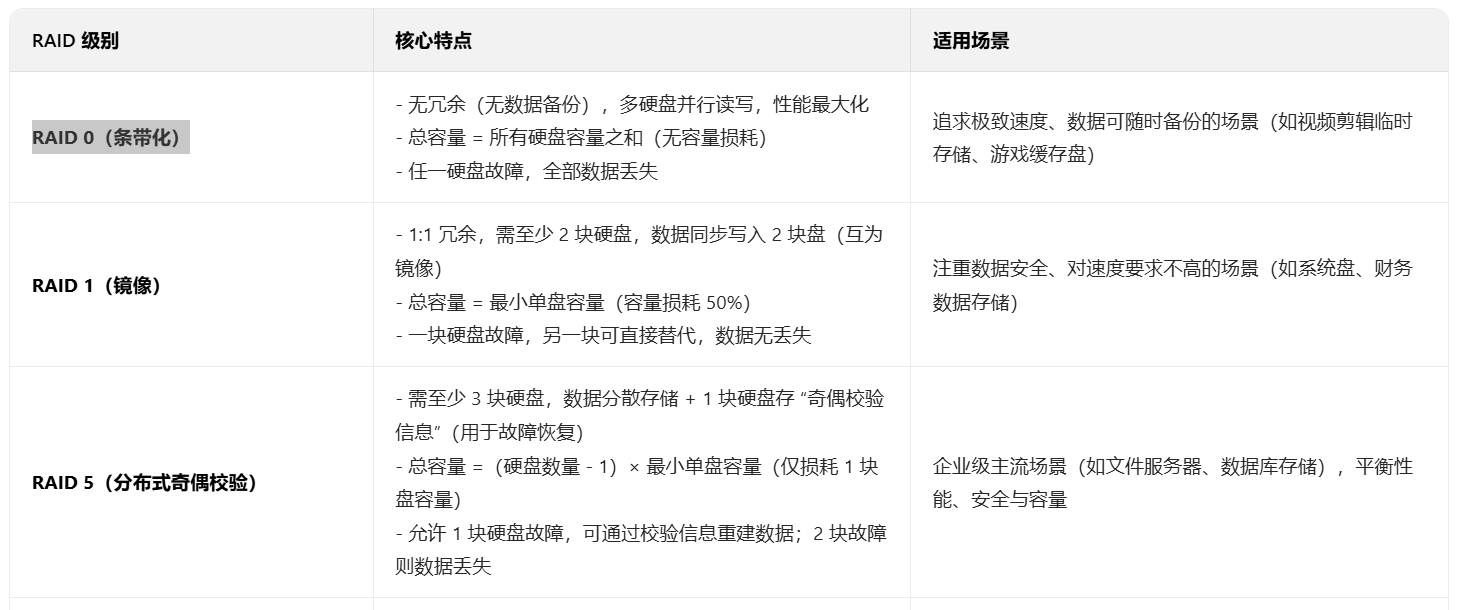 RAID 级别
核心特点
适用场景
RAID 0（条带化）
- 无冗余（无数据备份），多硬盘并行读写，性能最大化
- 总容量 = 所有硬盘容量之和（无容量损耗）
- 任一硬盘故障，全部数据丢失
追求极致速度、数据可随时备份的场景（如视频剪辑临时
存储、游戏缓存盘）
RAID 1（镜像）
- 1:1 冗余，需至少 2 块硬盘，数据同步写入 2 块盘（互为
镜像）
- 总容量 = 最小单盘容量（容量损耗 50%）
- 一块硬盘故障，另一块可直接替代，数据无丢失
注重数据安全、对速度要求不高的场景（如系统盘、财务
数据存储）
RAID 5（分布式奇偶校验）
- 需至少 3 块硬盘，数据分散存储 + 1 块硬盘存 “奇偶校验
信息”（用于故障恢复）
- 总容量 =（硬盘数量 - 1）× 最小单盘容量（仅损耗 1 块
盘容量）
- 允许 1 块硬盘故障，可通过校验信息重建数据；2 块故障
则数据丢失
企业级主流场景（如文件服务器、数据库存储），平衡性
能、安全与容量